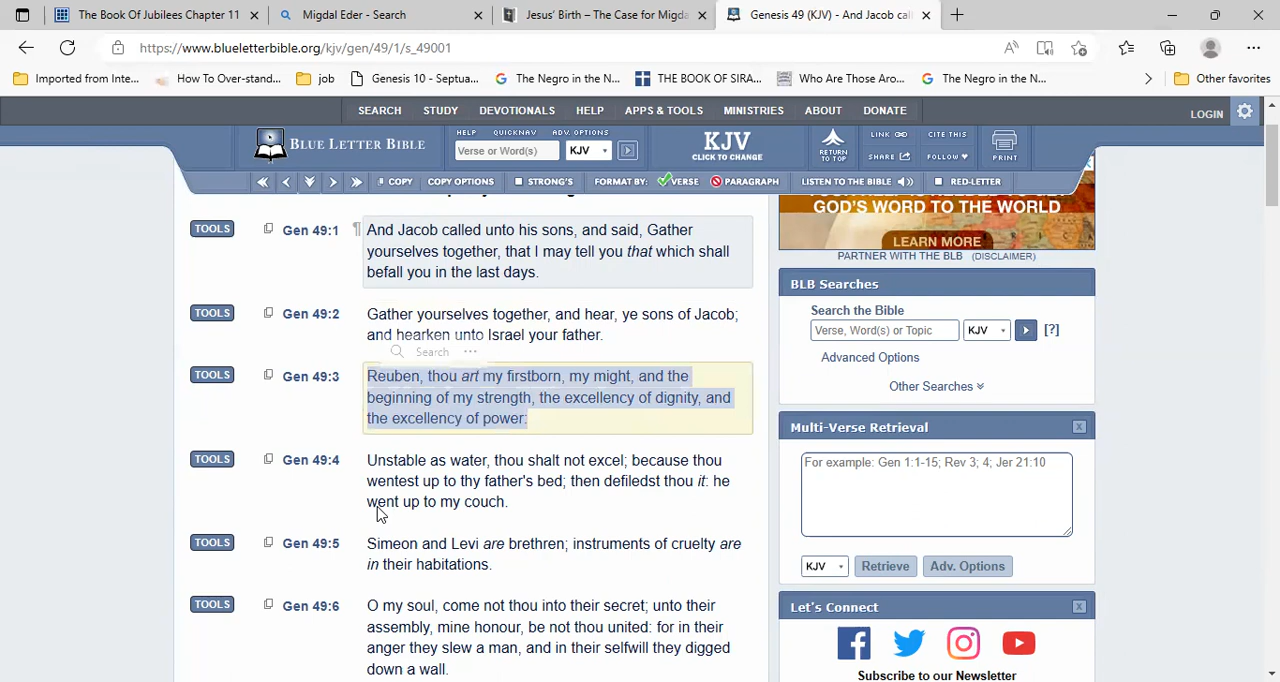 The Book Of Jubilees Chapter 11
Migdal Eder - Search
Jesus' Birth – The Case for Migda
Genesis 49 (KJV) - And Jacob call
https://www.blueletterbible.org/kjv/gen/49/1/s_49001
Imported from Inte...
How To Over-stand...
job
Genesis 10 - Septua...
The Negro in the N...
THE BOOK OF SIRA...
Who Are Those Aro...
The Negro in the N...
Other favorites
SEARCH STUDY DEVOTIONALS HELP APPS & TOOLS MINISTRIES ABOUT DONATE LOGIN
BLUE LETTER BIBLE
HELP QUICKNAV ADV. OPTIONS
Verse or Word(s) KJV
KJV
CLICK TO CHANGE
RETURN TO TOP
LINK CITE THIS
SHARE FOLLOW
PRINT
COPY COPY OPTIONS STRONG'S FORMAT BY: VERSE PARAGRAPH LISTEN TO THE BIBLE RED-LETTER
TOOLS Gen 49:1 ¶ And Jacob called unto his sons, and said, Gather
yourselves together, that I may tell you that which shall
befall you in the last days.
TOOLS Gen 49:2 Gather yourselves together, and hear, ye sons of Jacob;
and hearken unto Israel your father.
Search ...
TOOLS Gen 49:3 Reuben, thou art my firstborn, my might, and the
beginning of my strength, the excellency of dignity, and
the excellency of power:
TOOLS Gen 49:4 Unstable as water, thou shalt not excel; because thou
wentest up to thy father's bed; then defiledst thou it: he
went up to my couch.
TOOLS Gen 49:5 Simeon and Levi are brethren; instruments of cruelty are
in their habitations.
TOOLS Gen 49:6 O my soul, come not thou into their secret; unto their
assembly, mine honour, be not thou united: for in their
anger they slew a man, and in their selfwill they digged
down a wall.
GOD'S WORD TO THE WORLD
LEARN MORE
PARTNER WITH THE BLB (DISCLAIMER)
BLB Searches
Search the Bible
Verse, Word(s) or Topic KJV [?]
Advanced Options
Other Searches
Multi-Verse Retrieval X
For example: Gen 1:1-15; Rev 3; 4; Jer 21:10
KJV Retrieve Adv. Options
Let's Connect X
Subscribe to our Newsletter